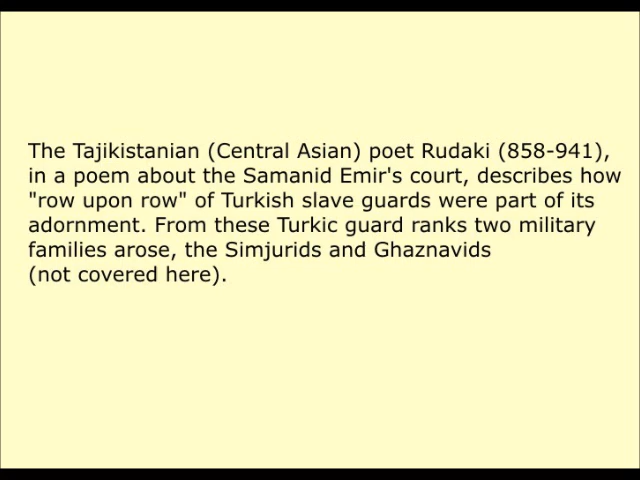 The Tajikistanian (Central Asian) poet Rudaki (858-941),
in a poem about the Samanid Emir's court, describes how
"row upon row" of Turkish slave guards were part of its
adornment. From these Turkic guard ranks two military
families arose, the Simjurids and Ghaznavids
(not covered here).